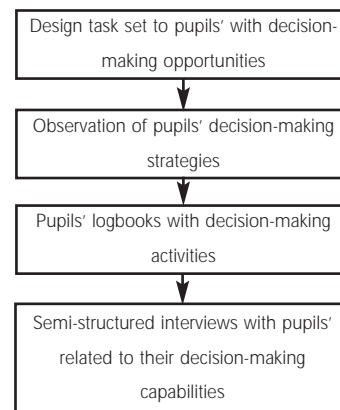 Design task set to pupils' with decision-
making opportunities
Observation of pupils' decision-making
strategies
Pupils' logbooks with decision-making
activities
Semi-structured interviews with pupils'
related to their decision-making
capabilities